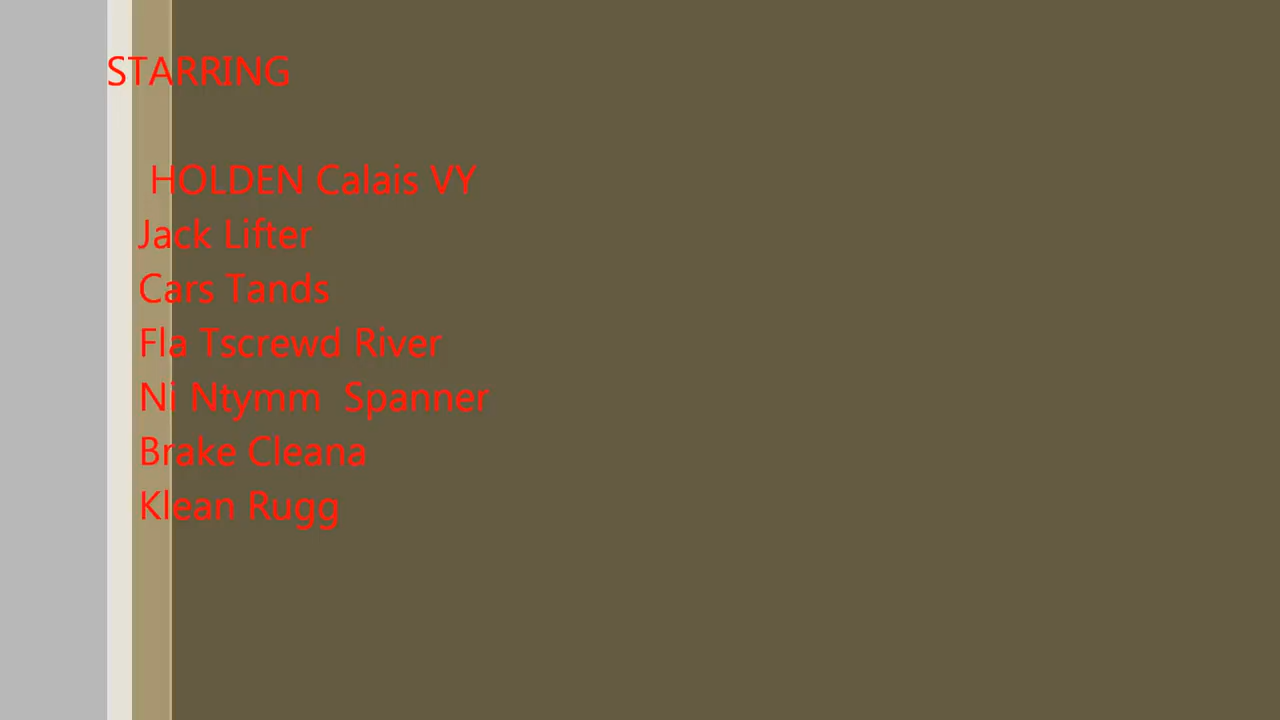 STARRING
HOLDEN Calais VY
Jack Lifter
Cars Tands
Fla Tscrewd River
Ni Ntymm  Spanner
Brake Cleana
Klean Rugg